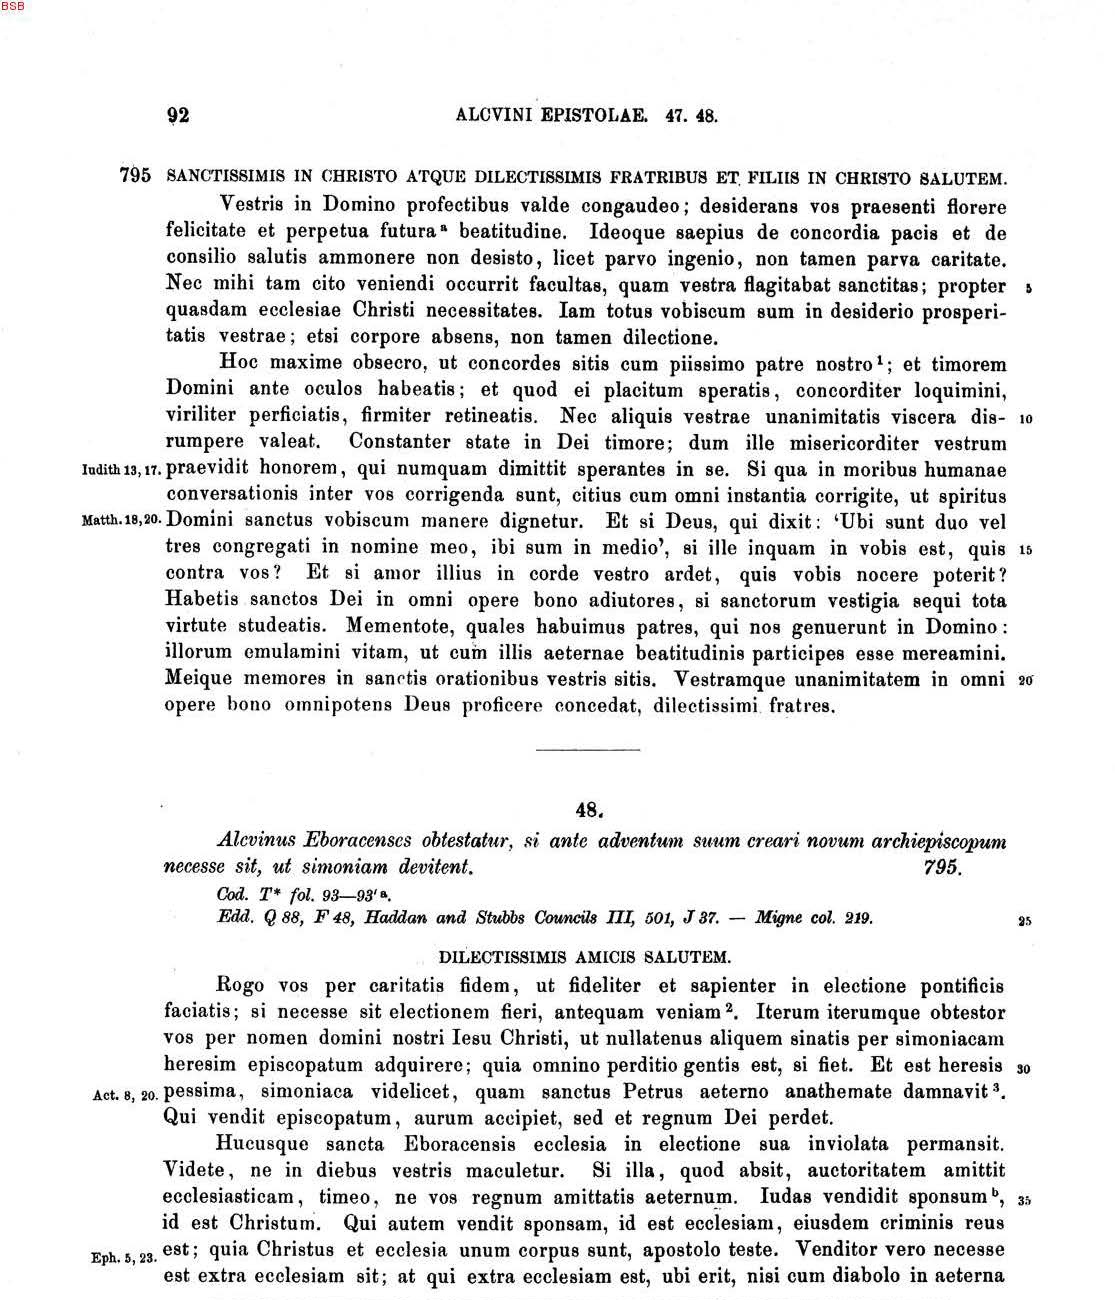 BSB
92 ALCVINI EPISTOLAE. 47. 48.
795 SANCTISSIMIS IN CHRISTO ATQUE DILECTISSIMIS FRATRIBUS ET FILIIS IN CHRISTO SALUTEM.
Vestris in Domino profectibus valde congaudeo; desiderans vos praesenti florere
felicitate et perpetua futura a beatitudine. Ideoque saepius de concordia pacis et de
consilio salutis ammonere non desisto, licet parvo ingenio, non tamen parva caritate.
Nec mihi tam cito veniendi occurrit facultas, quam vestra flagitabat sanctitas; propter 5
quasdam ecclesiae Christi necessitates. Iam totus vobiscum sum in desiderio prosperi-
tatis vestrae; etsi corpore absens, non tamen dilectione.
Hoc maxime obsecro, ut concordes sitis cum piissimo patre nostro 1; et timorem
Domini ante oculos habeatis; et quod ei placitum speratis, concorditer loquimini,
viriliter perficiatis, firmiter retineatis. Nec aliquis vestrae unanimitatis viscera dis- 10
rumpere valeat. Constanter state in Dei timore; dum ille misericorditer vestrum
Iudith 13, 17. praevidit honorem, qui numquam dimittit sperantes in se. Si qua in moribus humanae
conversationis inter vos corrigenda sunt, citius cum omni instantia corrigite, ut spiritus
Matth. 18, 20. Domini sanctus vobiscum manere dignetur. Et si Deus, qui dixit: ‘Ubi sunt duo vel
tres congregati in nomine meo, ibi sum in medio’, si ille inquam in vobis est, quis 15
contra vos? Et si amor illius in corde vestro ardet, quis vobis nocere poterit?
Habetis sanctos Dei in omni opere bono adiutores, si sanctorum vestigia sequi tota
virtute studeatis. Mementote, quales habuimus patres, qui nos genuerunt in Domino:
illorum emulamini vitam, ut cum illis aeternae beatitudinis participes esse mereamini.
Meique memores in sanctis orationibus vestris sitis. Vestramque unanimitatem in omni 20
opere bono omnipotens Deus proficere concedat, dilectissimi fratres.
48.
Alcvinus Eboracenses obtestatur, si ante adventum suum creari novum archiepiscopum
necesse sit, ut simoniam devitent. 795.
Cod. T* fol. 93—93' a.
Edd. Q 88, F 48, Haddan and Stubbs Councils III, 501, J 37. — Migne col. 219. 25
DILECTISSIMIS AMICIS SALUTEM.
Rogo vos per caritatis fidem, ut fideliter et sapienter in electione pontificis
faciatis; si necesse sit electionem fieri, antequam veniam 2. Iterum iterumque obtestor
vos per nomen domini nostri Iesu Christi, ut nullatenus aliquem sinatis per simoniacam
heresim episcopatum adquirere; quia omnino perditio gentis est, si fiet. Et est heresis 30
Act. 8, 20. pessima, simoniaca videlicet, quam sanctus Petrus aeterno anathemate damnavit 3.
Qui vendit episcopatum, aurum accipiet, sed et regnum Dei perdet.
Hucusque sancta Eboracensis ecclesia in electione sua inviolata permansit.
Videte, ne in diebus vestris maculetur. Si illa, quod absit, auctoritatem amittit
ecclesiasticam, timeo, ne vos regnum amittatis aeternum. Iudas vendidit sponsum b, 35
id est Christum. Qui autem vendit sponsam, id est ecclesiam, eiusdem criminis reus
Eph. 5, 23. est; quia Christus et ecclesia unum corpus sunt, apostolo teste. Venditor vero necesse
est extra ecclesiam sit; at qui extra ecclesiam est, ubi erit, nisi cum diabolo in aeterna